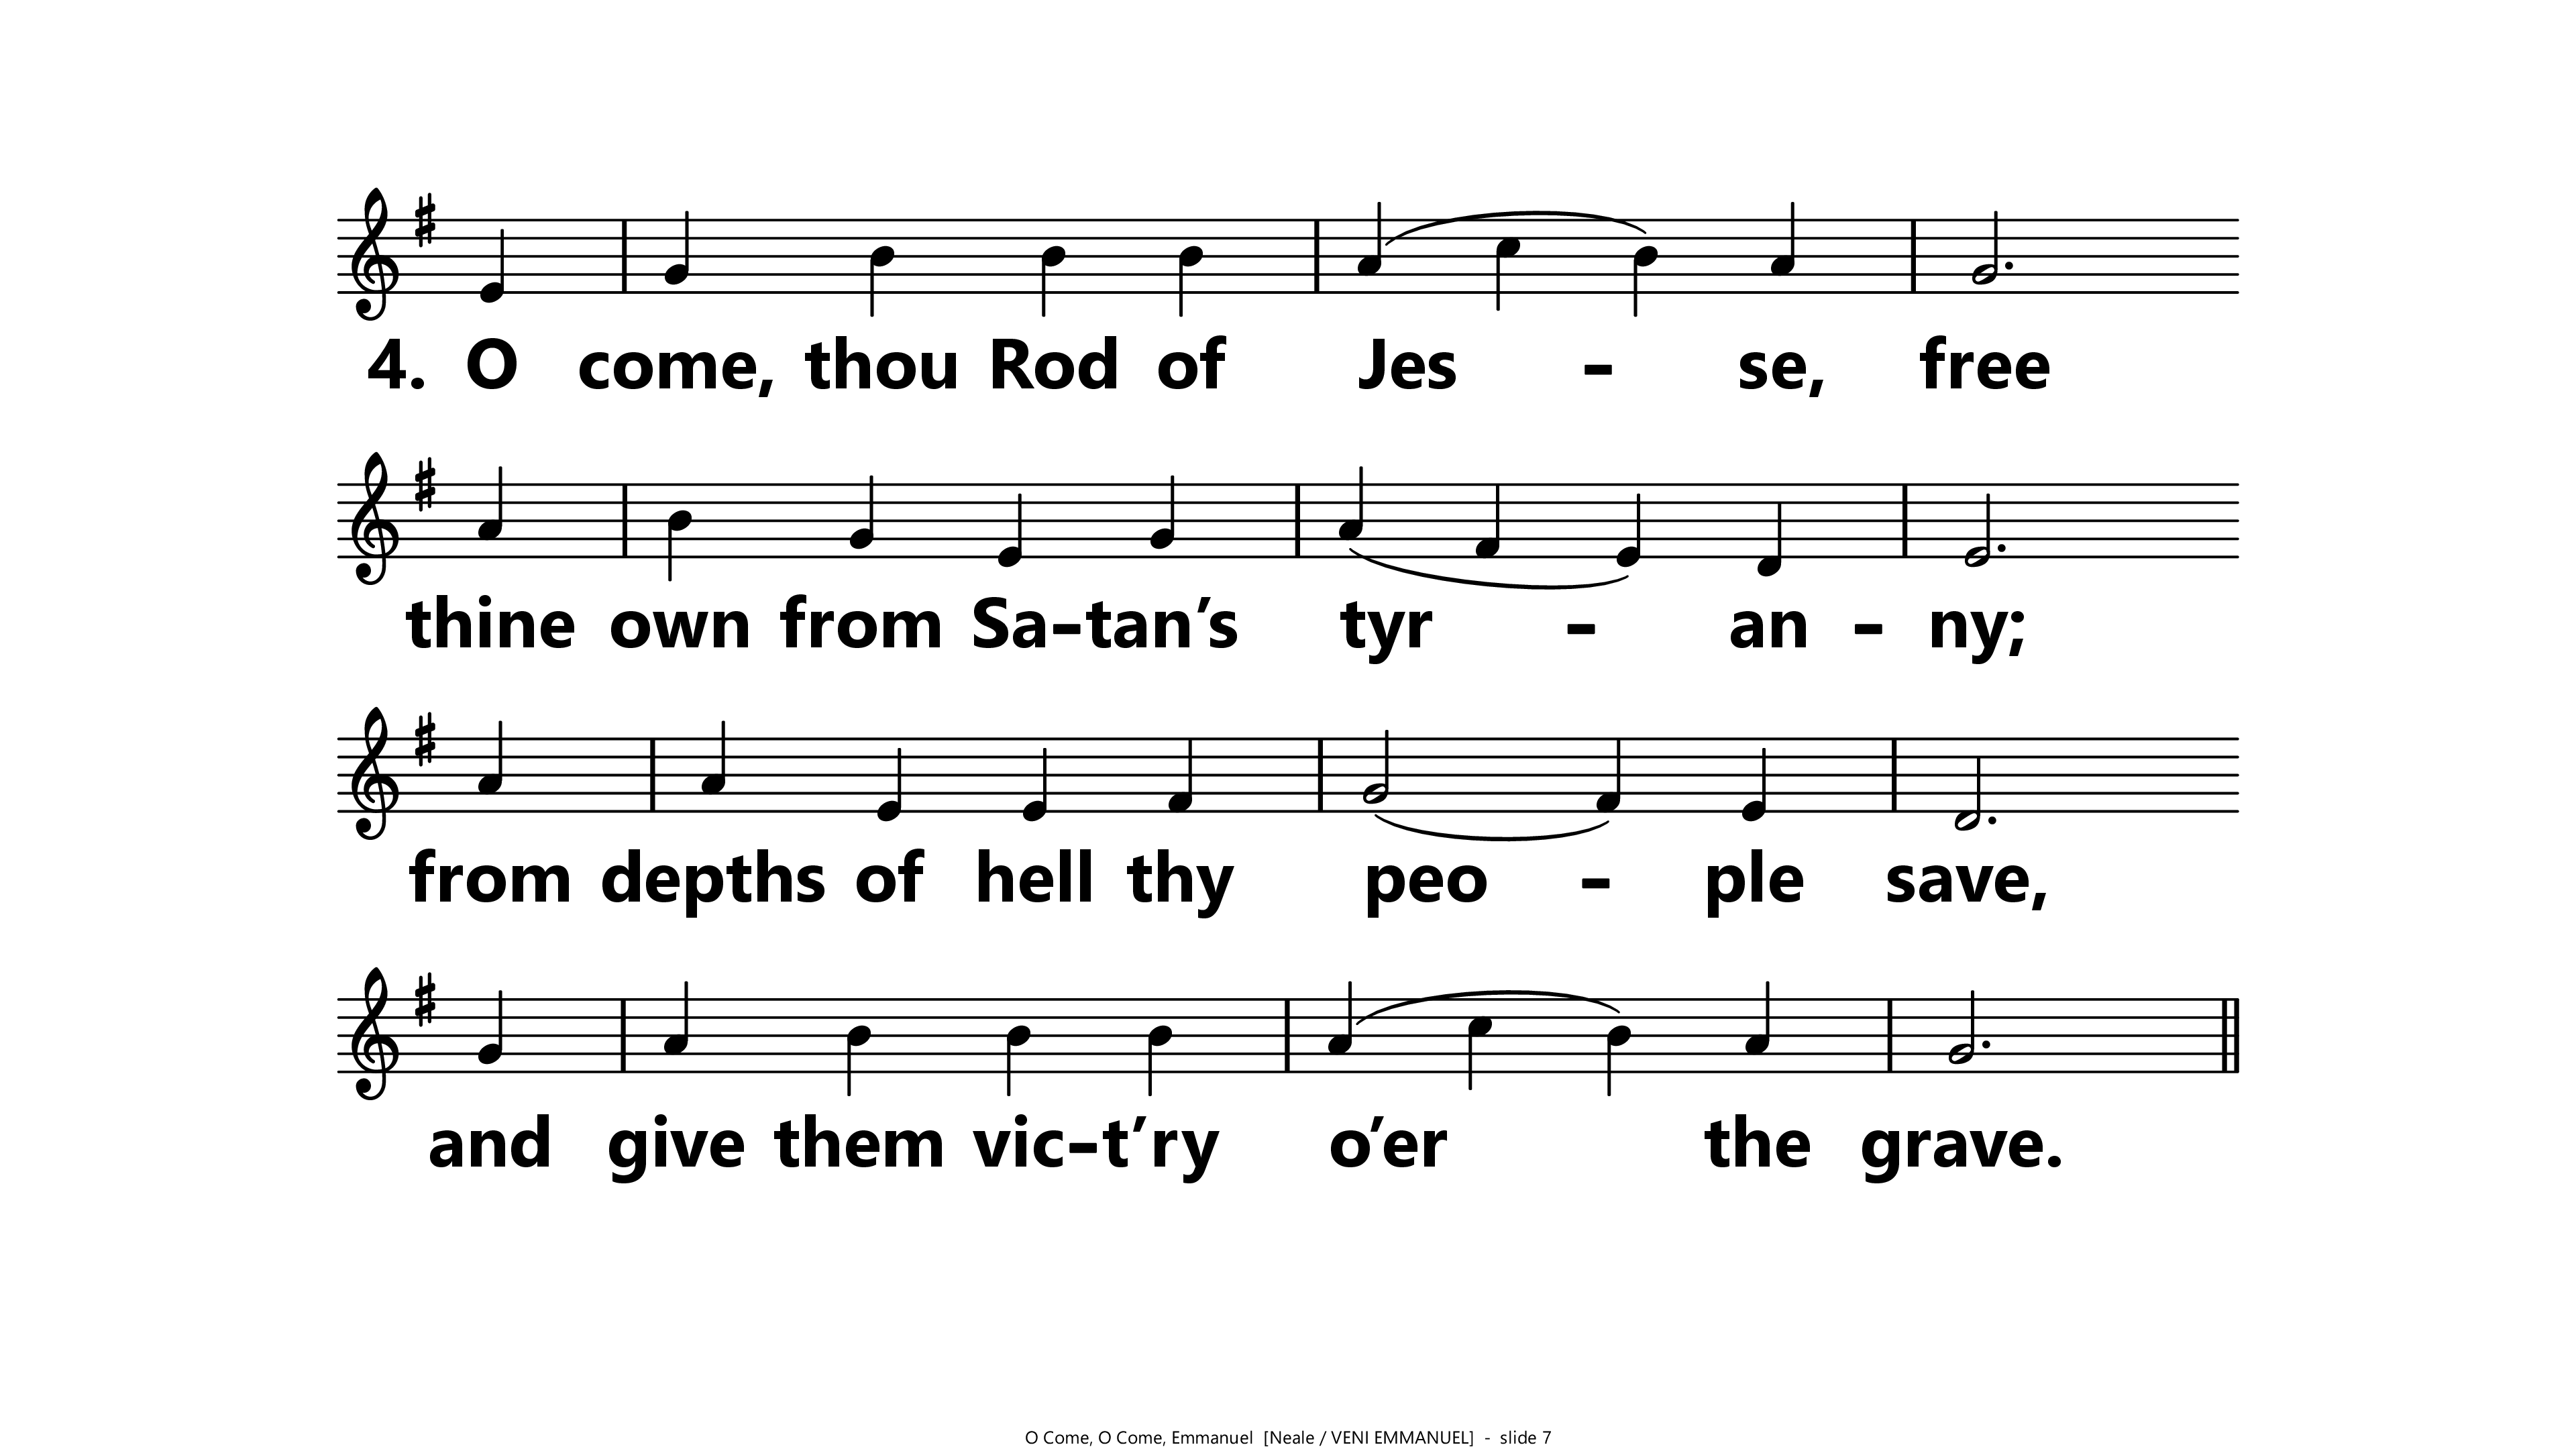 4. O come, thou Rod of Jes - se, free
thine own from Sa-tan’s tyr - an - ny;
from depths of hell thy peo - ple save,
and give them vic-t’ry o’er the grave.
O Come, O Come, Emmanuel [Neale / VENI EMMANUEL] - slide 7